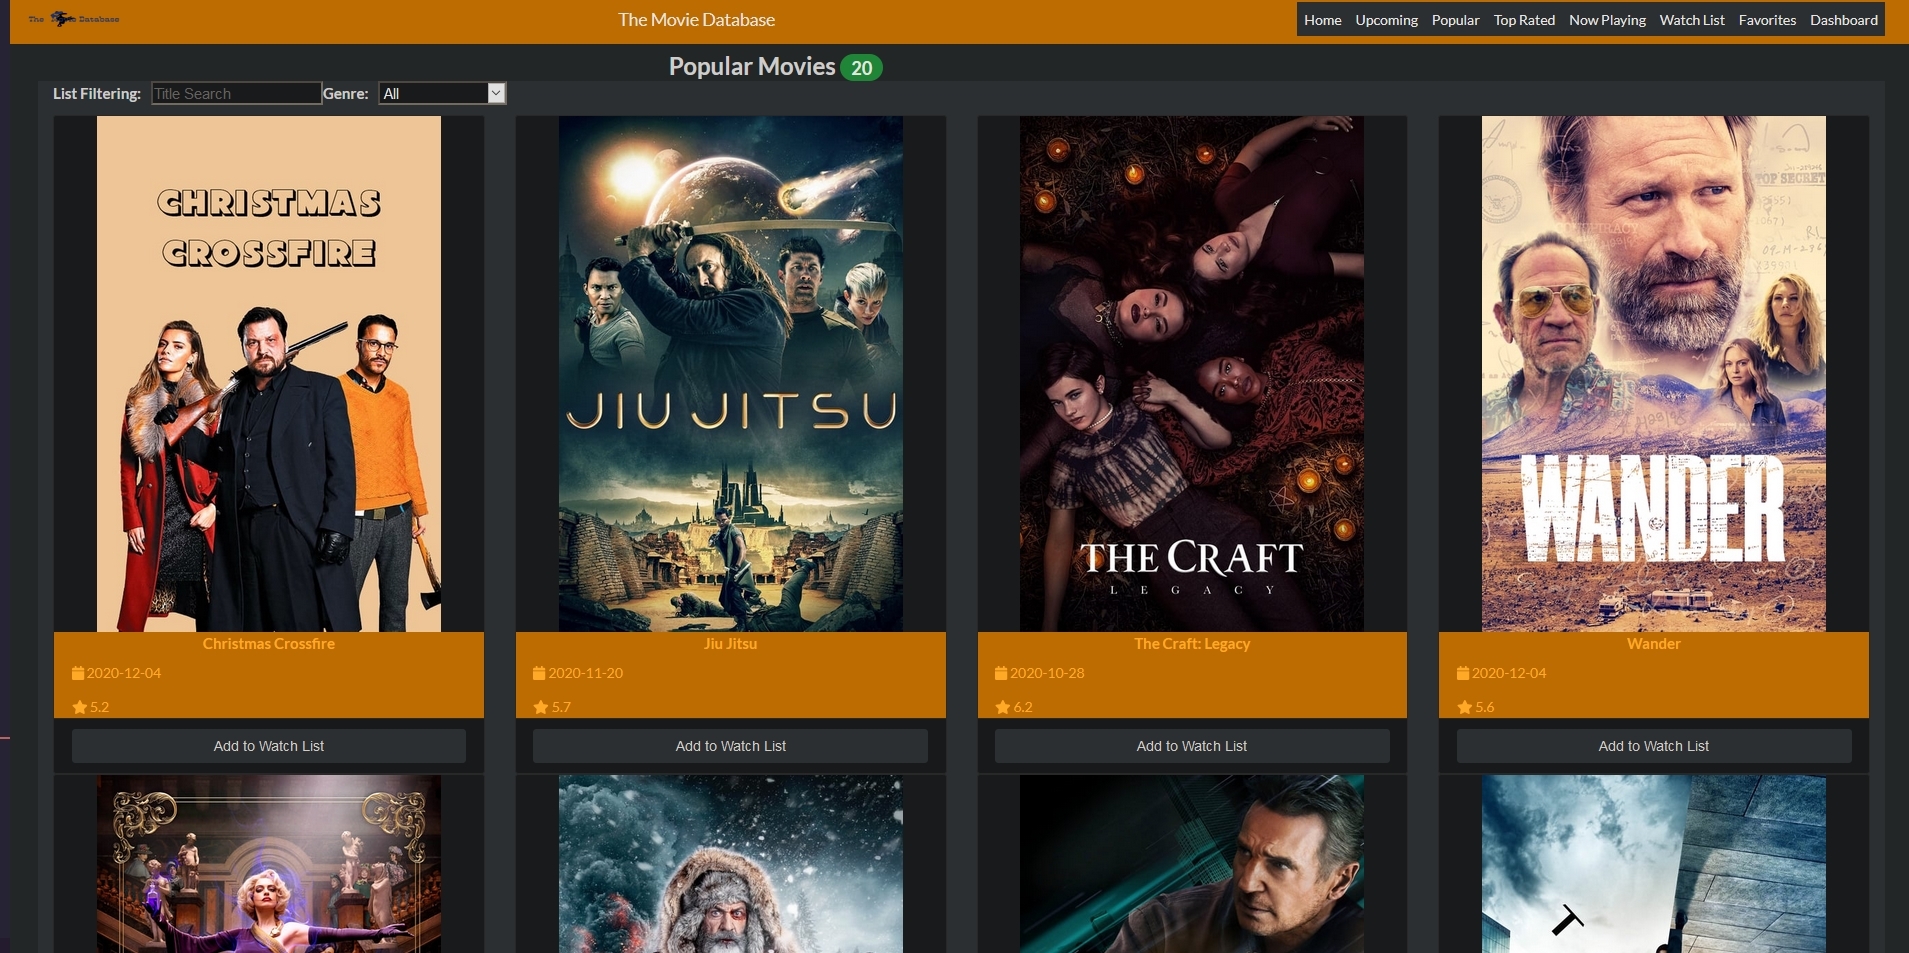 The Movie Database
The Movie Database
Home Upcoming Popular Top Rated Now Playing Watch List Favorites Dashboard
Popular Movies 20
List Filtering: Title Search Genre: All
CHRISTMAS
CROSSFIRE
JIU JITSU
THE CRAFT
LEGACY
TOP SECRET
CONSPIRACY
WANDER
Christmas Crossfire
2020-12-04
5.2
Add to Watch List
Jiu Jitsu
2020-11-20
5.7
Add to Watch List
The Craft: Legacy
2020-10-28
6.2
Add to Watch List
Wander
2020-12-04
5.6
Add to Watch List